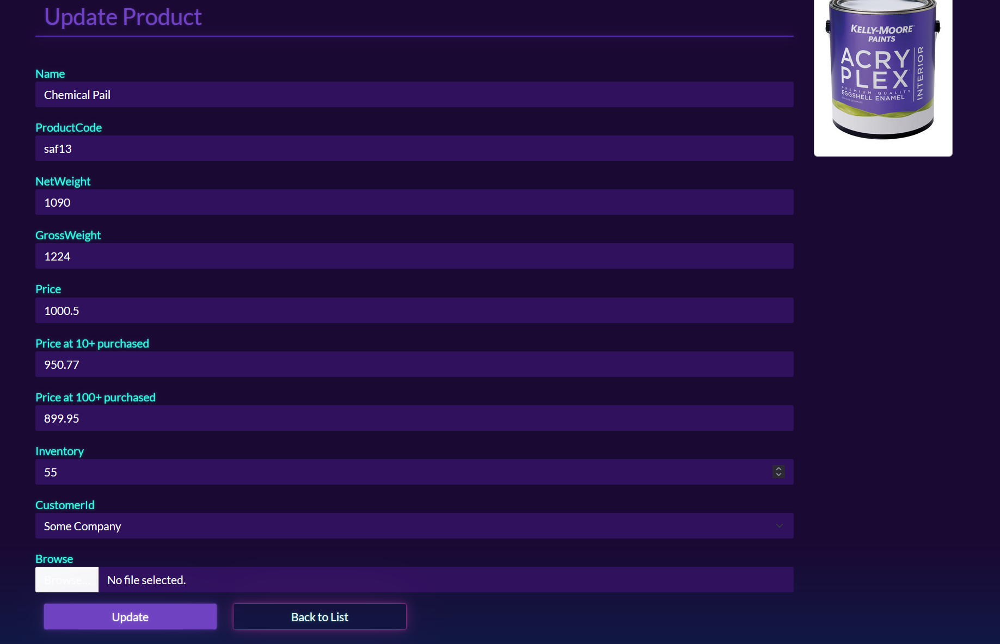 Update Product
KELLY-MOORE
PAINTS
ACRY
PLEX
INTERIOR
PREMIUM QUALITY
EGGSHELL ENAMEL
Name
Chemical Pail
ProductCode
saf13
NetWeight
1090
GrossWeight
1224
Price
1000.5
Price at 10+ purchased
950.77
Price at 100+ purchased
899.95
Inventory
55
CustomerId
Some Company
Browse
Browse... No file selected.
Update
Back to List